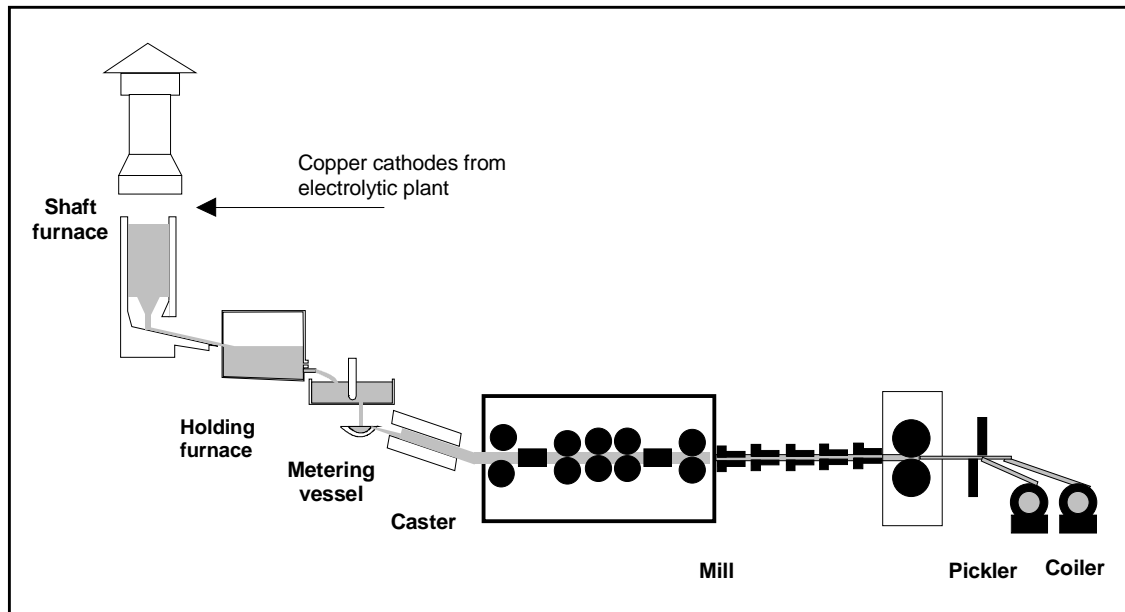 Copper cathodes from
electrolytic plant
Shaft
furnace
Holding
furnace
Metering
vessel
Caster
Mill
Pickler
Coiler